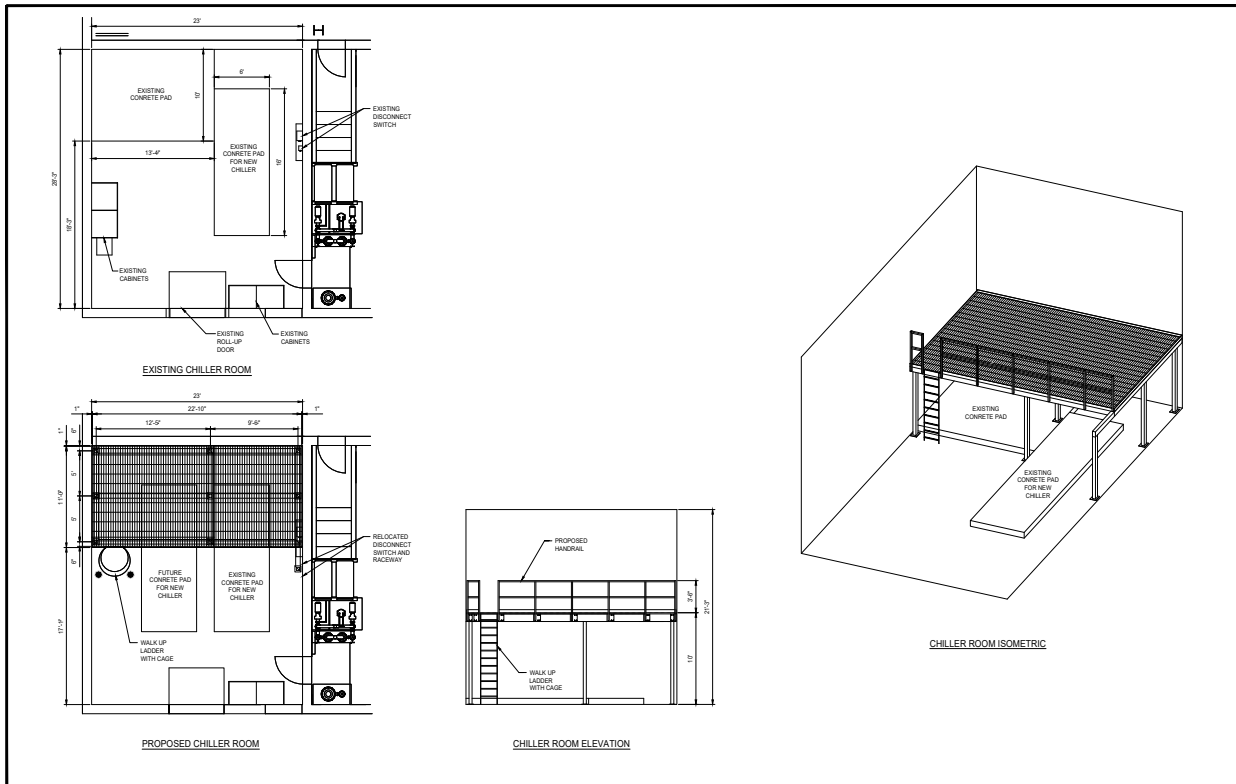 23'
6'
EXISTING
CONRETE PAD
10'
EXISTING
DISCONNECT
SWITCH
EXISTING
CONRETE PAD
FOR NEW
CHILLER
16'
13'-4"
28'-3"
18'-3"
EXISTING
CABINETS
EXISTING
ROLL-UP
DOOR
EXISTING
CABINETS
EXISTING CHILLER ROOM
23'
1"
22'-10"
1"
12'-5"
9'-6"
1"
6"
5'
5'
6"
17'-1"
FUTURE
CONRETE PAD
FOR NEW
CHILLER
EXISTING
CONRETE PAD
FOR NEW
CHILLER
RELOCATED
DISCONNECT
SWITCH AND
RACEWAY
WALK UP
LADDER
WITH CAGE
PROPOSED CHILLER ROOM
PROPOSED
HANDRAIL
3'-6"
21'-3"
10'
WALK UP
LADDER
WITH CAGE
CHILLER ROOM ELEVATION
EXISTING
CONRETE PAD
EXISTING
CONRETE PAD
FOR NEW
CHILLER
CHILLER ROOM ISOMETRIC